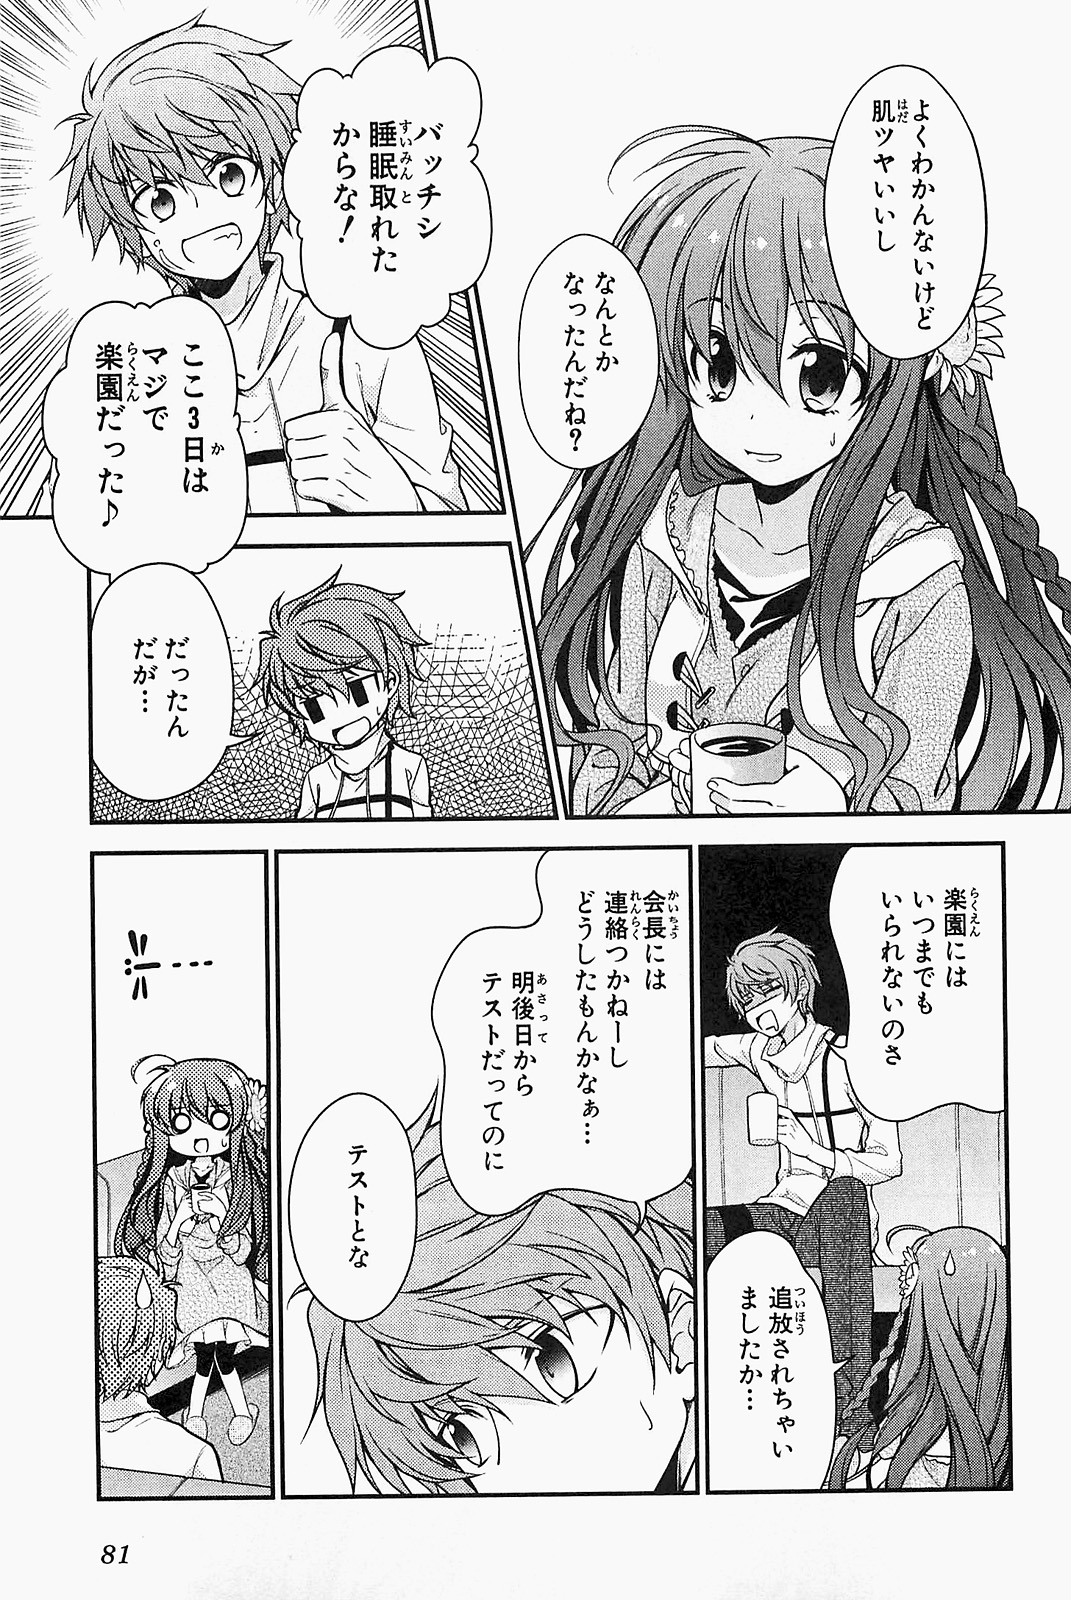 よくわかんないけど
肌ツヤいいし
なんとか
なったんだね？
バッチシ
睡眠取れた
からな！
ここ3日は
マジで
楽園だった♪
だったん
だが…
楽園には
いつまでも
いられないのさ
追放されちゃい
ましたか…
会長には
連絡つかねーし
どうしたもんかなぁ…
明後日から
テストだってのに
テストとな
81